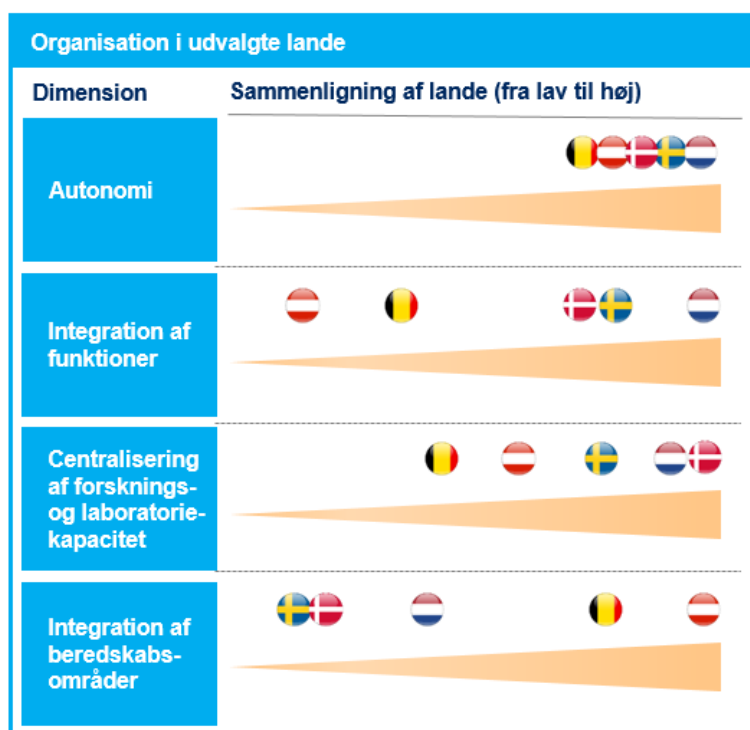 Organisation i udvalgte lande
Dimension
Sammenligning af lande (fra lav til høj)
Autonomi
Integration af
funktioner
Centralisering
af forsknings-
og laboratorie-
kapacitet
Integration af
beredskabs-
områder